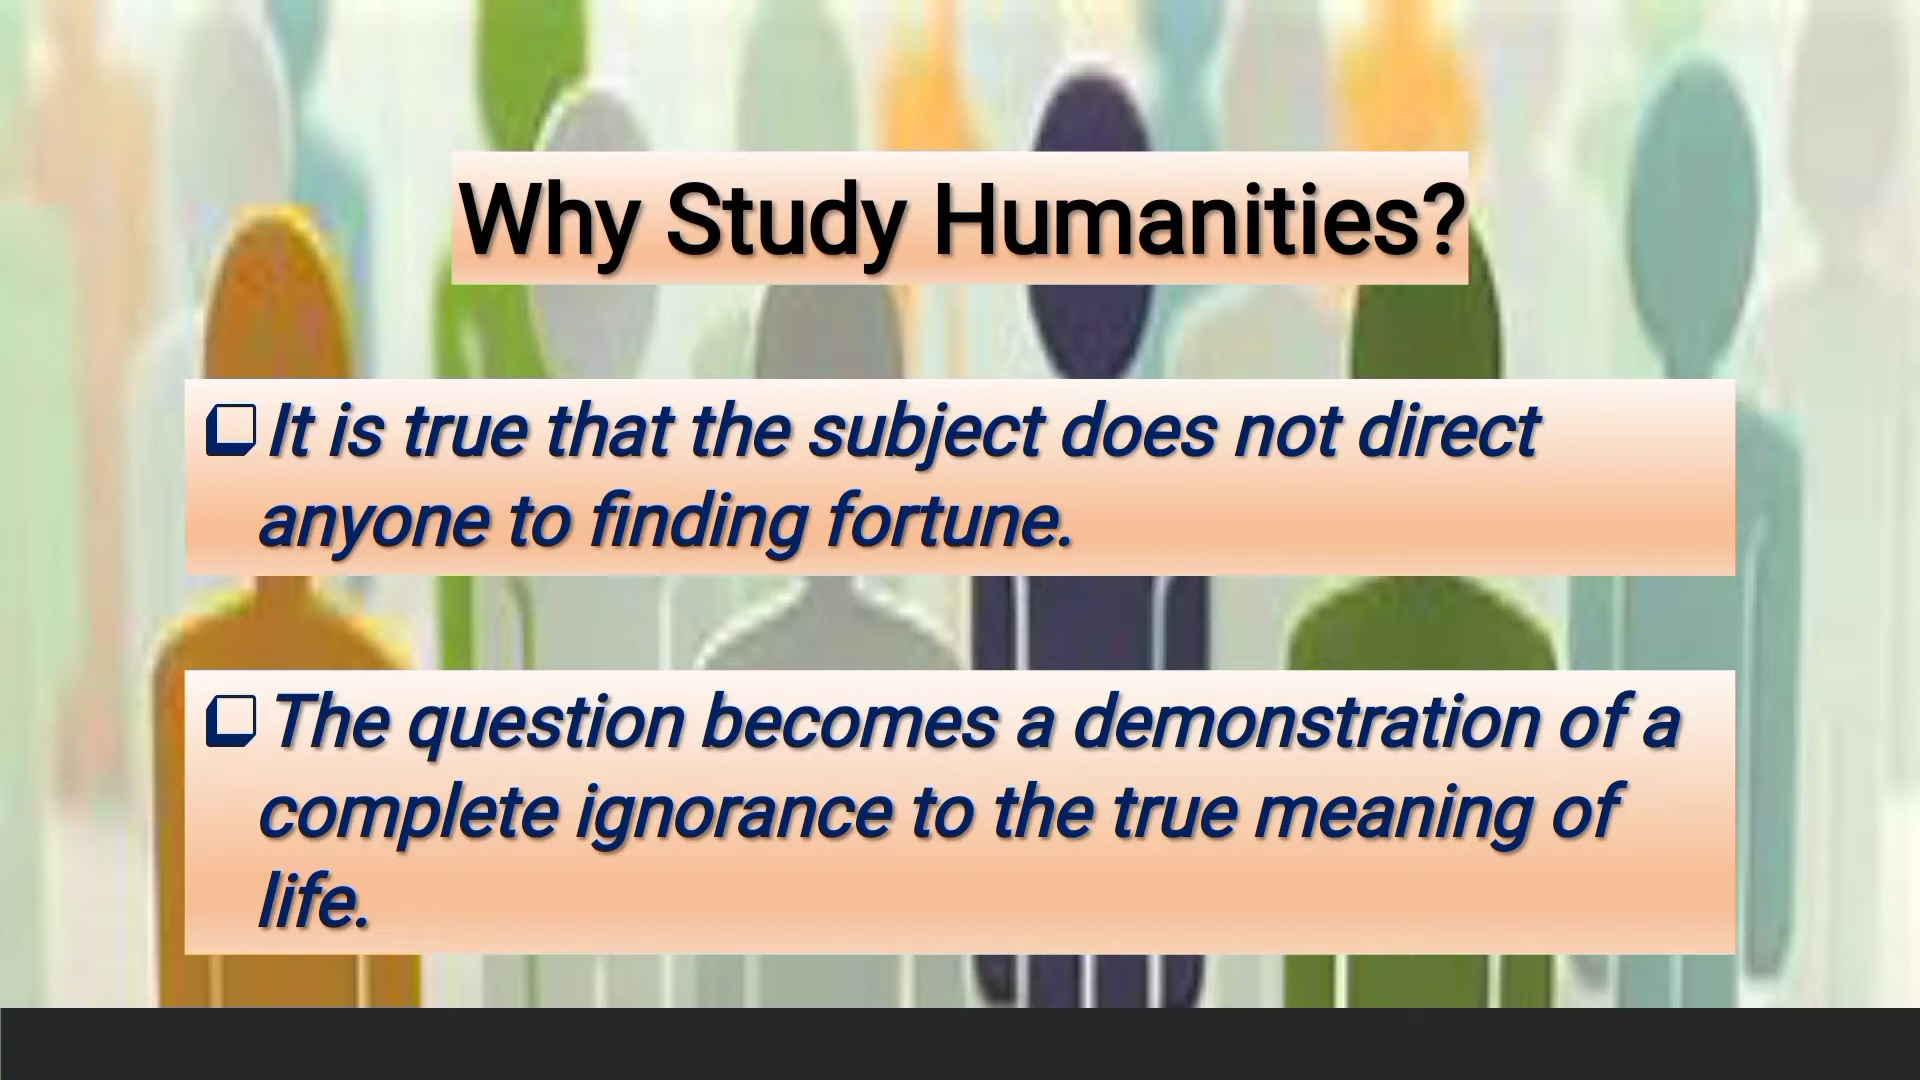 Why Study Humanities?
❑ It is true that the subject does not direct
anyone to finding fortune.
❑ The question becomes a demonstration of a
complete ignorance to the true meaning of
life.